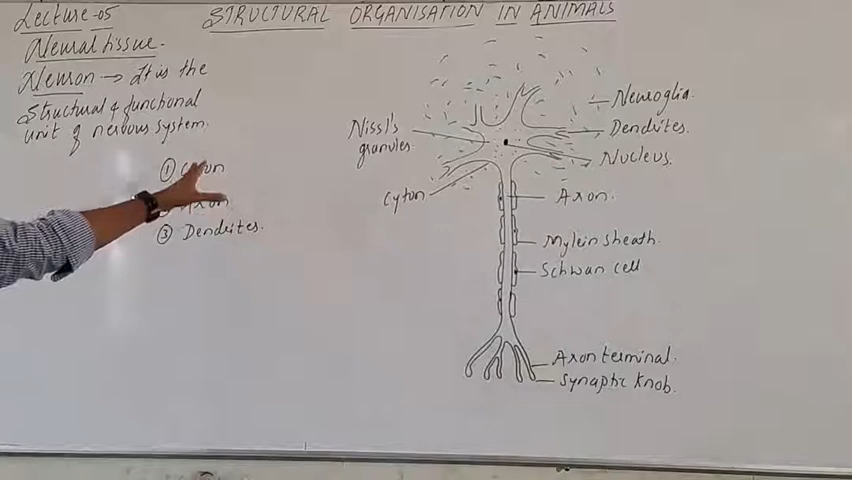 Lecture-05
STRUCTURAL ORGANISATION IN ANIMALS
Neural tissue.
Neuron → It is the
structural & functional
unit of nervous system.
① Cyton
Axon
③ Dendrites.
Neuroglia.
Dendrites.
Nucleus.
Nissl's
granules.
Cyton
Axon.
Mylein sheath.
Schwan cell
Axon terminal.
Synaptic Knob.